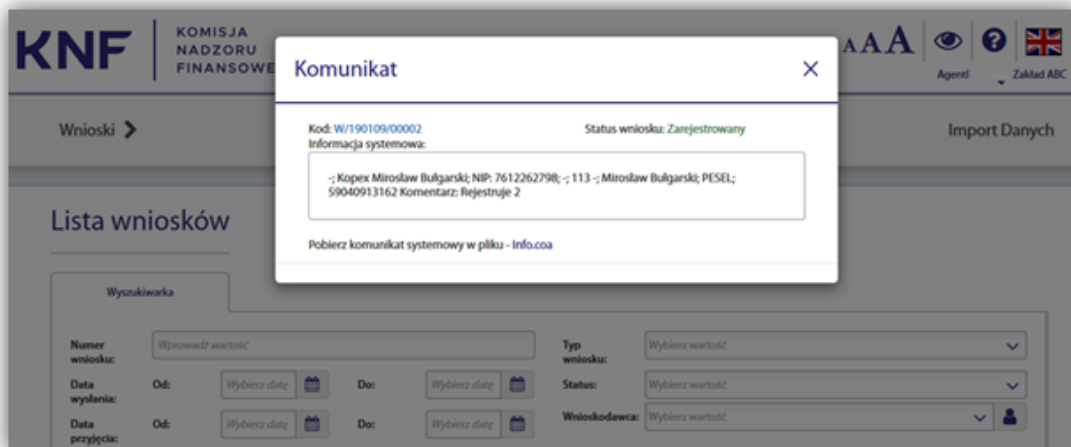 KNF
KOMISJA
NADZORU
FINANSOWE
AAA
Agenti
Zakład ABC
Wnioski
Import Danych
Komunikat
Kod: W/190109/00002
Status wniosku: Zarejestrowany
Informacja systemowa:
-; Kopex Mirosław Bułgarski; NIP: 7612262798; -; 113 -; Mirosław Bułgarski; PESEL;
59040913162 Komentarz: Rejestruje 2
Pobierz komunikat systemowy w pliku - Info.coa
Lista wniosków
Wyszukiwarka
Numer wniosku:
Wprowadź wartość
Typ wniosku:
Wybierz wartość
Data wysłania:
Od:
Wybierz datę
Do:
Wybierz datę
Status:
Wybierz wartość
Data przyjęcia:
Od:
Wybierz datę
Do:
Wybierz datę
Wnioskodawca:
Wybierz wartość